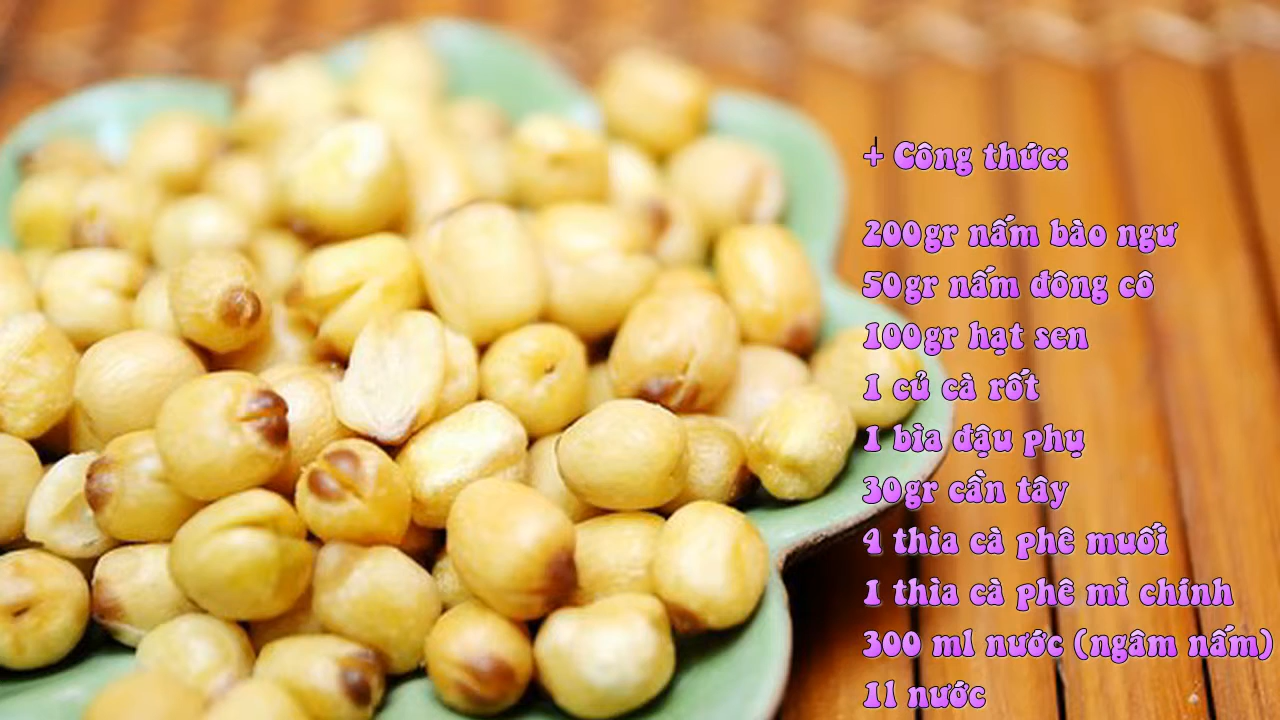 + Công thức:
200gr nấm bào ngư
50gr nấm đông cô
100gr hạt sen
1 củ cà rốt
1 bìa đậu phụ
30gr cần tây
4 thìa cà phê muối
1 thìa cà phê mì chính
300 ml nước (ngâm nấm)
1l nước